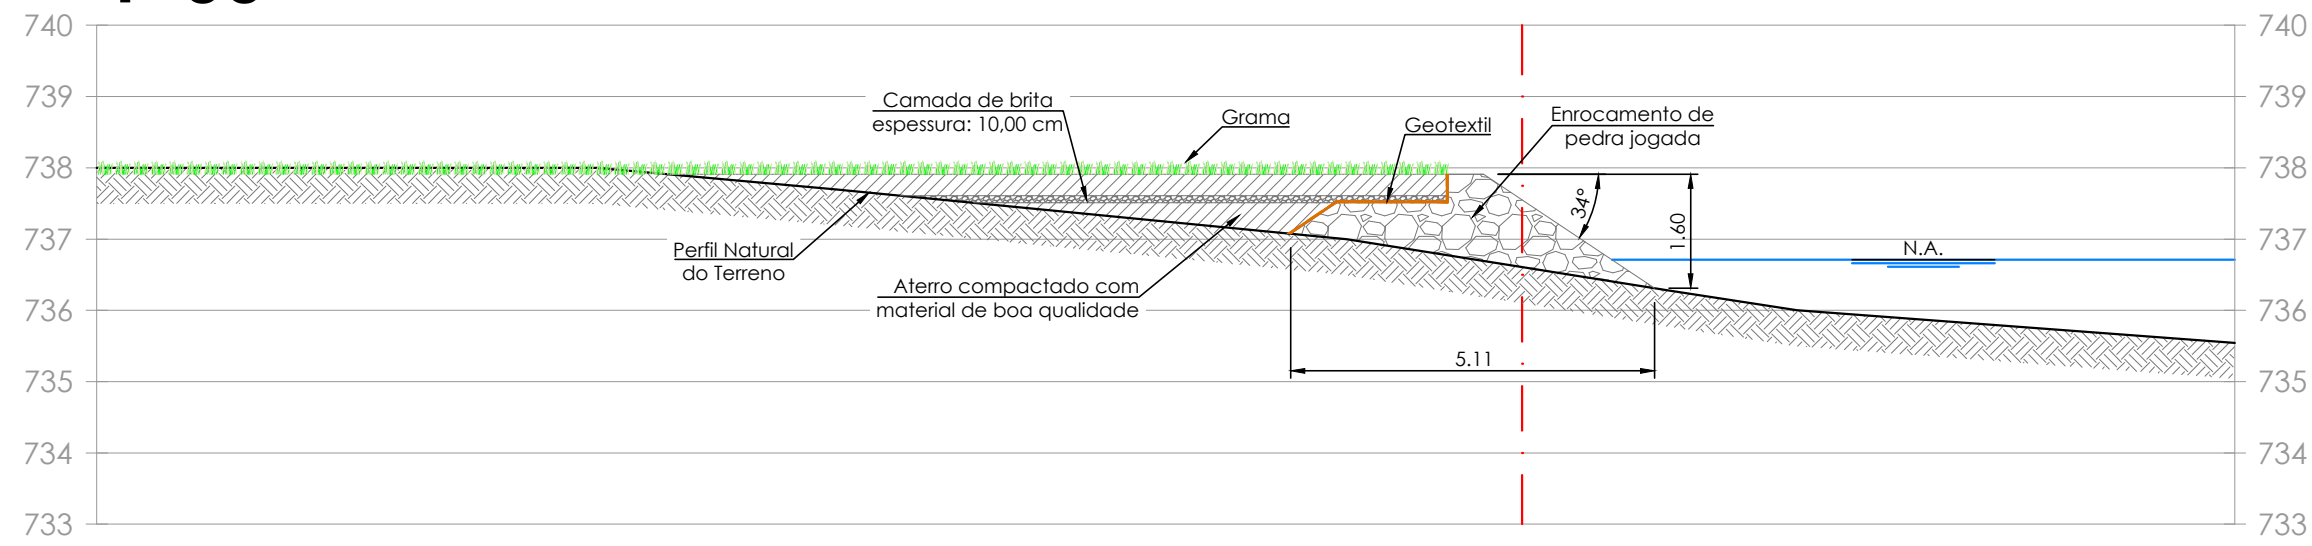 740
740
739
739
Camada de brita
espessura: 10,00 cm
Grama
Geotextil
Enrocamento de
pedra jogada
738
738
34°
1.60
737
737
Perfil Natural
do Terreno
N.A.
Aterro compactado com
material de boa qualidade
736
736
5.11
735
735
734
734
733
733